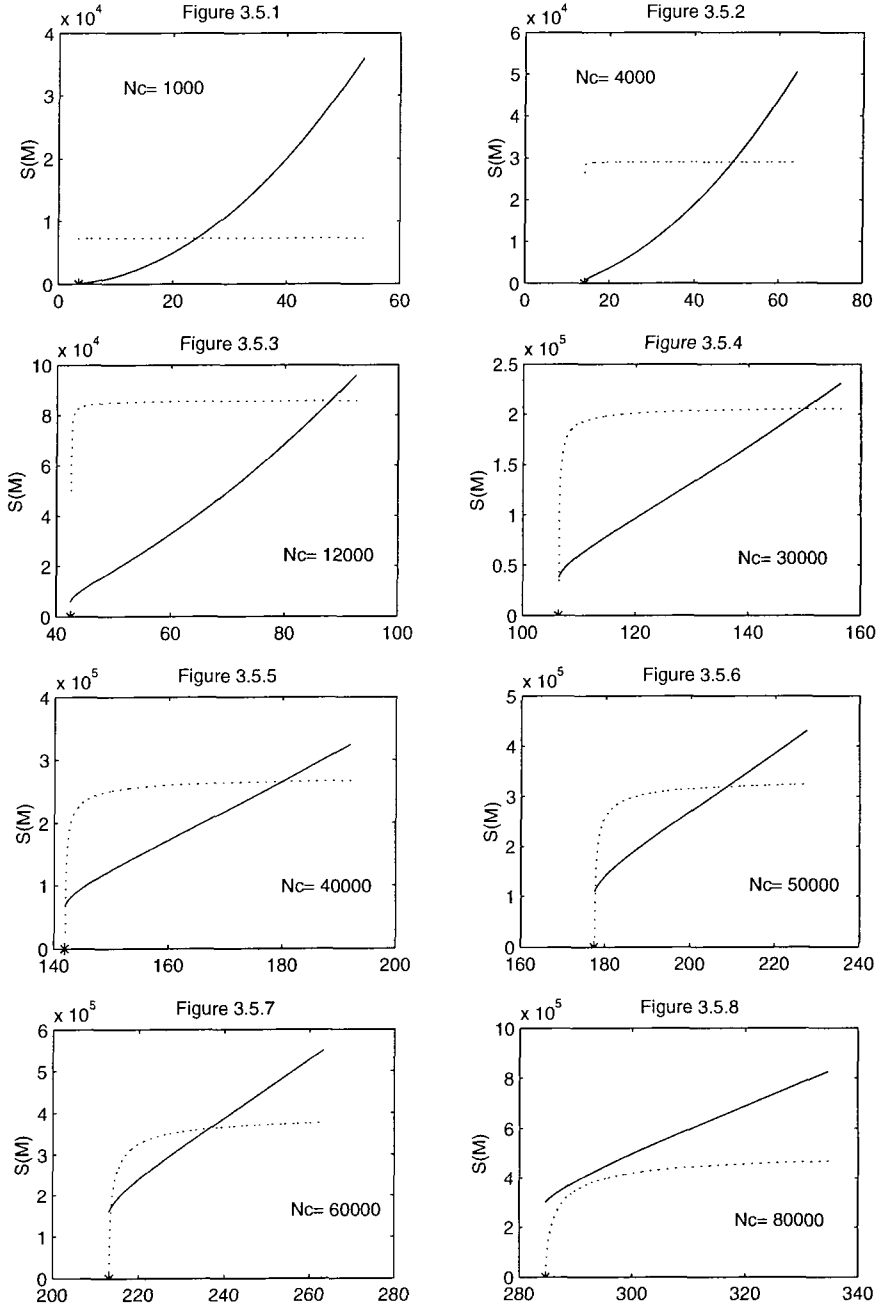 Figure 3.5.1
x 10^4
4
3
2
1
0
S(M)
Nc= 1000
0 20 40 60
Figure 3.5.2
x 10^4
6
5
4
3
2
1
0
S(M)
Nc= 4000
0 20 40 60 80
Figure 3.5.3
x 10^4
10
8
6
4
2
0
S(M)
Nc= 12000
40 60 80 100
Figure 3.5.4
x 10^5
2.5
2
1.5
1
0.5
0
S(M)
Nc= 30000
100 120 140 160
Figure 3.5.5
x 10^5
4
3
2
1
0
S(M)
Nc= 40000
140 160 180 200
Figure 3.5.6
x 10^5
5
4
3
2
1
0
S(M)
Nc= 50000
160 180 200 220 240
Figure 3.5.7
x 10^5
6
5
4
3
2
1
0
S(M)
Nc= 60000
200 220 240 260 280
Figure 3.5.8
x 10^5
10
8
6
4
2
0
S(M)
Nc= 80000
280 300 320 340